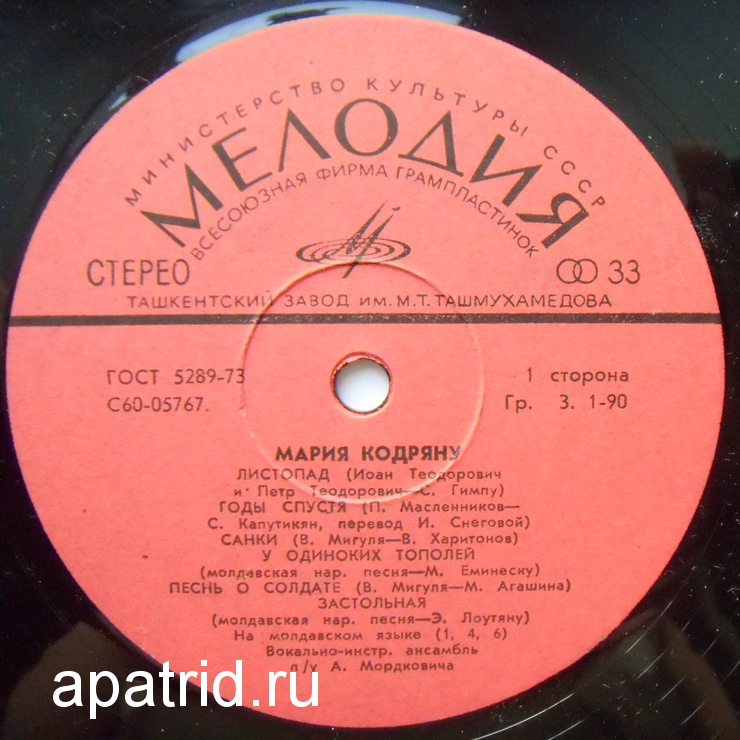 МИНИСТЕРСТВО КУЛЬТУРЫ СССР
МЕЛОДИЯ
ВСЕСОЮЗНАЯ ФИРМА ГРАМПЛАСТИНОК
СТЕРЕО 33
ТАШКЕНТСКИЙ ЗАВОД ИМ. М.Т. ТАШМУХАМЕДОВА
ГОСТ 5289-73 1 сторона
С60-05767. Гр. 3. 1-90
МАРИЯ КОДРЯНУ
ЛИСТОПАД (Иоан Теодорович
и Петр Теодорович—С. Гимпу)
ГОДЫ СПУСТЯ (П. Масленников—
С. Капутикян, перевод И. Снеговой)
САНКИ (В. Мигуля—В. Харитонов)
У ОДИНОКИХ ТОПОЛЕЙ
(молдавская нар. песня—М. Еминеску)
ПЕСНЬ О СОЛДАТЕ (В. Мигуля—М. Агашина)
ЗАСТОЛЬНАЯ
(молдавская нар. песня—Э. Лоутяну)
На молдавском языке (1, 4, 6)
Вокально-инстр. ансамбль
п/у А. Мордковича
apatrid.ru